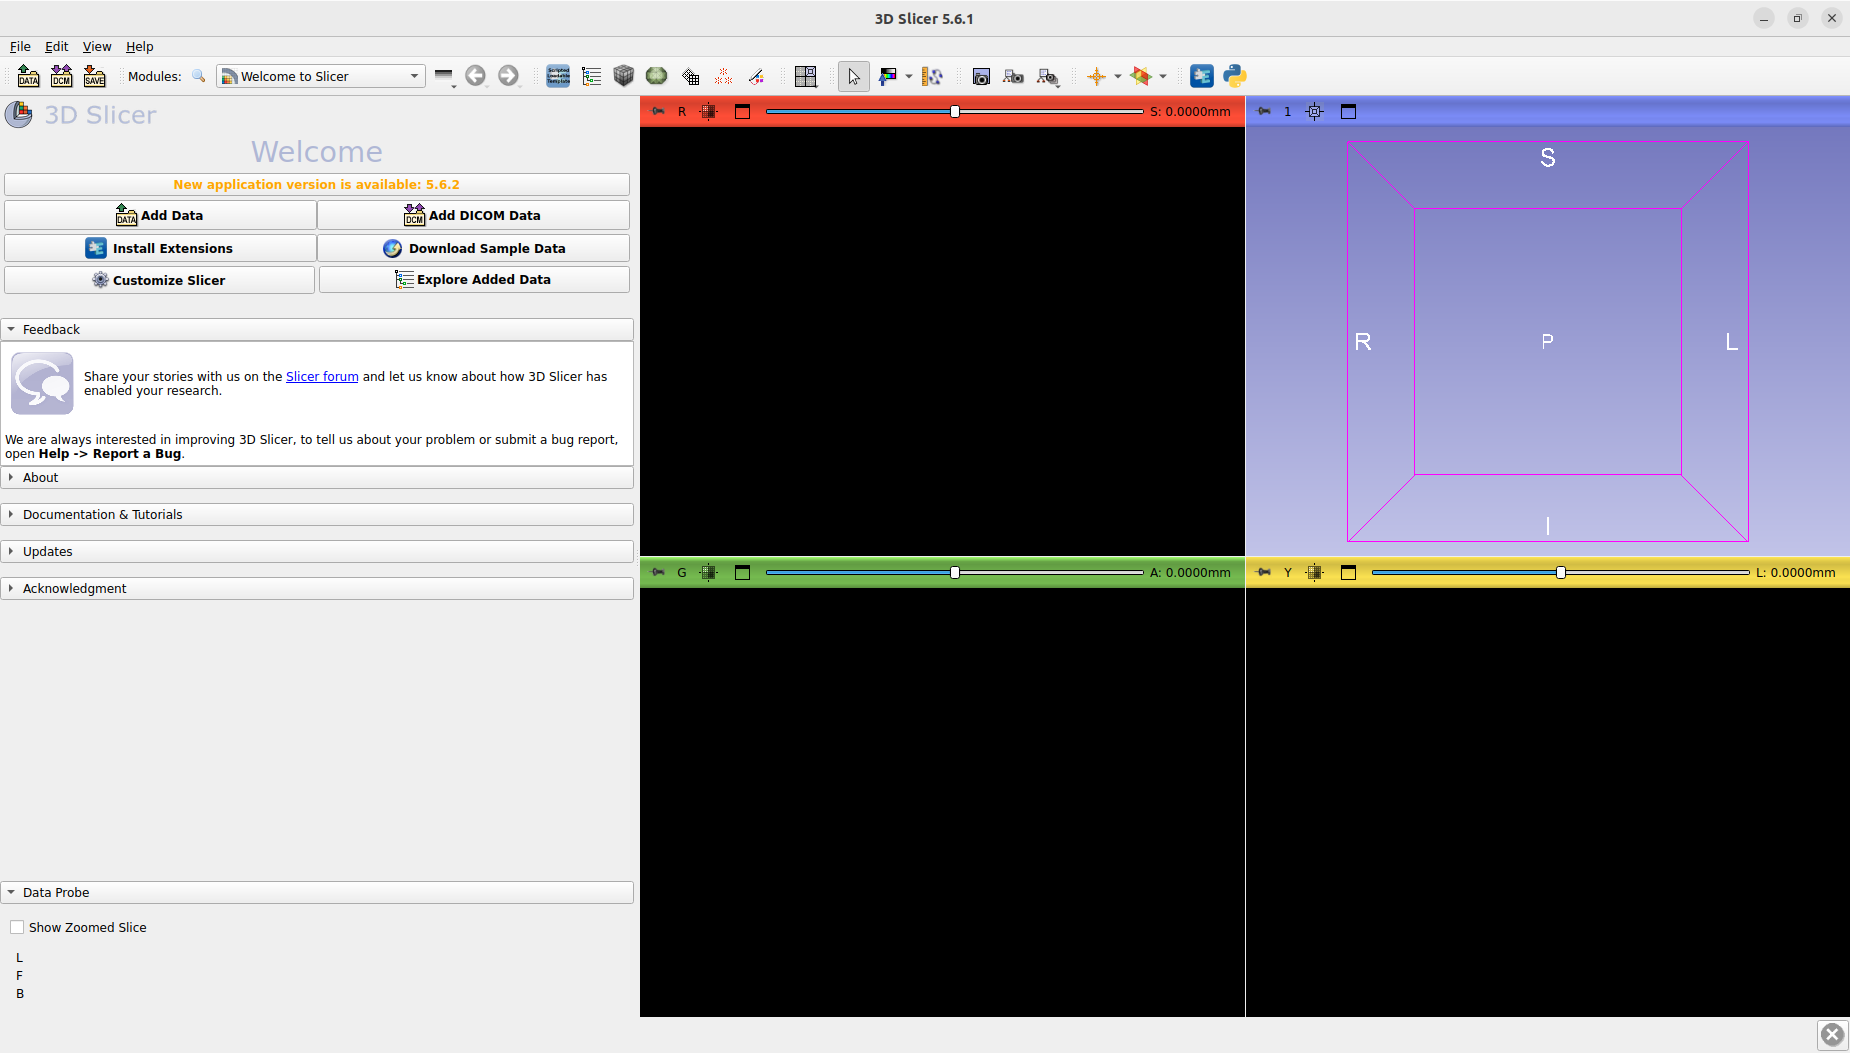 3D Slicer 5.6.1
File Edit View Help
DATA DCM SAVE Modules: Welcome to Slicer
3D Slicer
Welcome
New application version is available: 5.6.2
DATA Add Data
DCM Add DICOM Data
Install Extensions
Download Sample Data
Customize Slicer
Explore Added Data
Feedback
Share your stories with us on the Slicer forum and let us know about how 3D Slicer has
enabled your research.
We are always interested in improving 3D Slicer, to tell us about your problem or submit a bug report,
open Help -> Report a Bug.
About
Documentation & Tutorials
Updates
Acknowledgment
Data Probe
Show Zoomed Slice
L
F
B
R S: 0.0000mm
1
S
R P L
I
G A: 0.0000mm
Y L: 0.0000mm